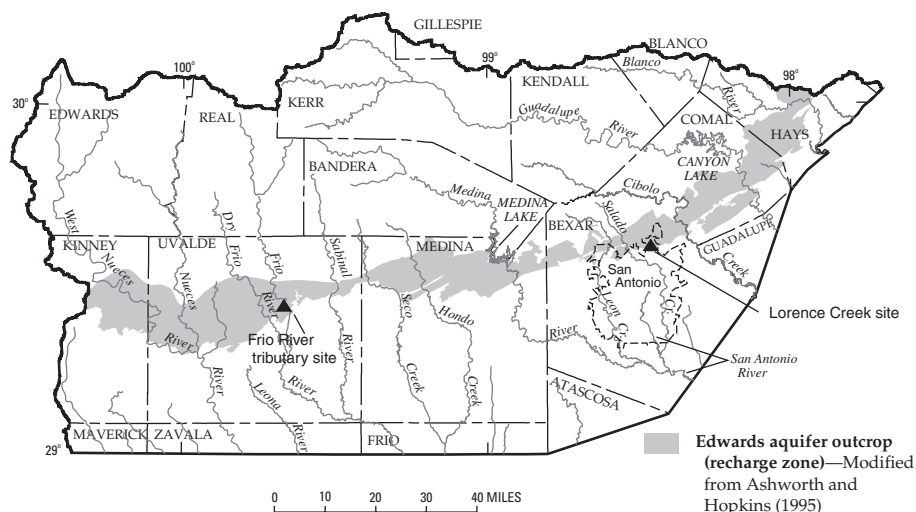 GILLESPIE
BLANCO
100°
99°
98°
Blanco
River
KENDALL
30°
EDWARDS
REAL
KERR
Guadalupe
River
COMAL
HAYS
CANYON
LAKE
BANDERA
Medina
MEDINA
LAKE
Cibolo
Creek
GUADALUPE
West
Nueces
River
KINNEY
UVALDE
Nueces
River
Dry Frio
River
Frio
River
Sabinal
River
MEDINA
BEXAR
Salado
Cr.
San
Antonio
Leon Cr.
Lorence Creek site
Frio River
tributary site
Seco
Creek
Hondo
Creek
River
San Antonio
River
Leona
River
ATASCOSA
MAVERICK
ZAVALA
FRIO
29°
Edwards aquifer outcrop
(recharge zone)—Modified
from Ashworth and
Hopkins (1995)
0 10 20 30 40 MILES